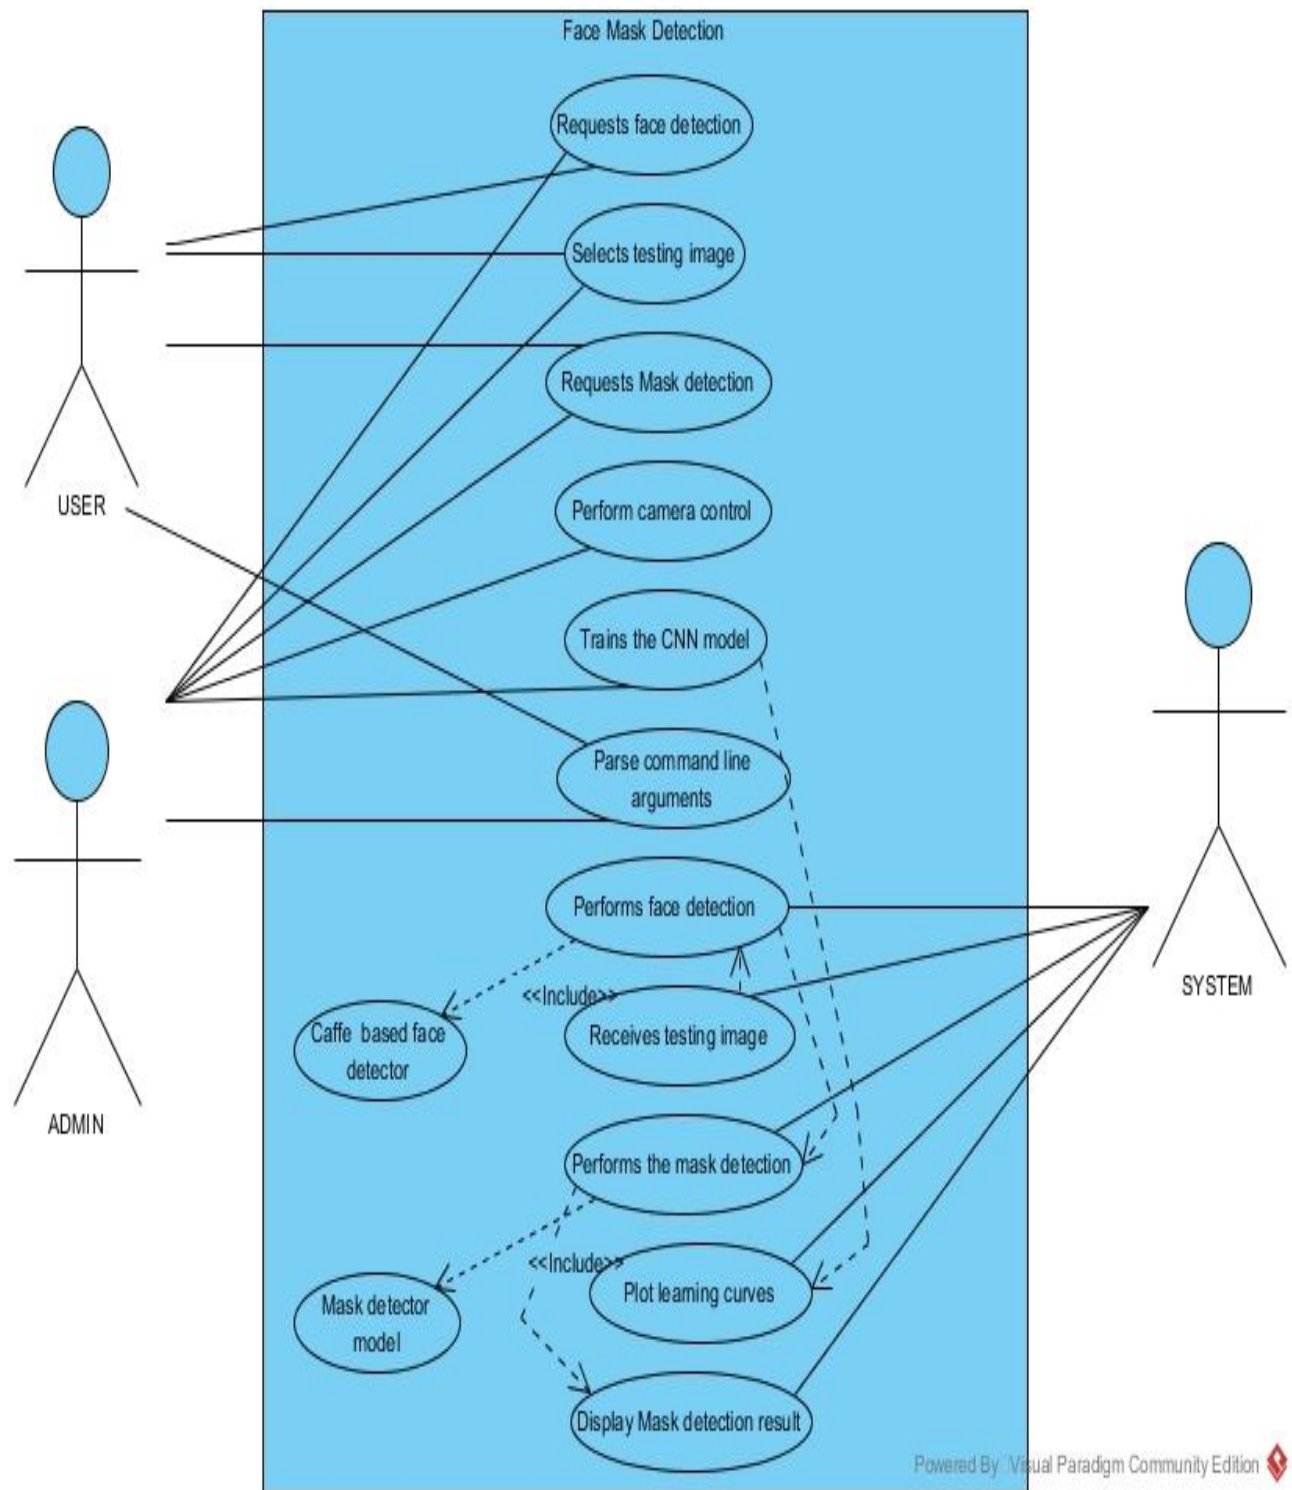 Face Mask Detection
Requests face detection
Selects testing image
Requests Mask detection
USER
Perform camera control
Trains the CNN model
Parse command line
arguments
Performs face detection
SYSTEM
<<Include>>
Caffe based face
detector
Receives testing image
ADMIN
Performs the mask detection
<<Include>>
Mask detector
model
Plot learning curves
Display Mask detection result
Powered By Visual Paradigm Community Edition